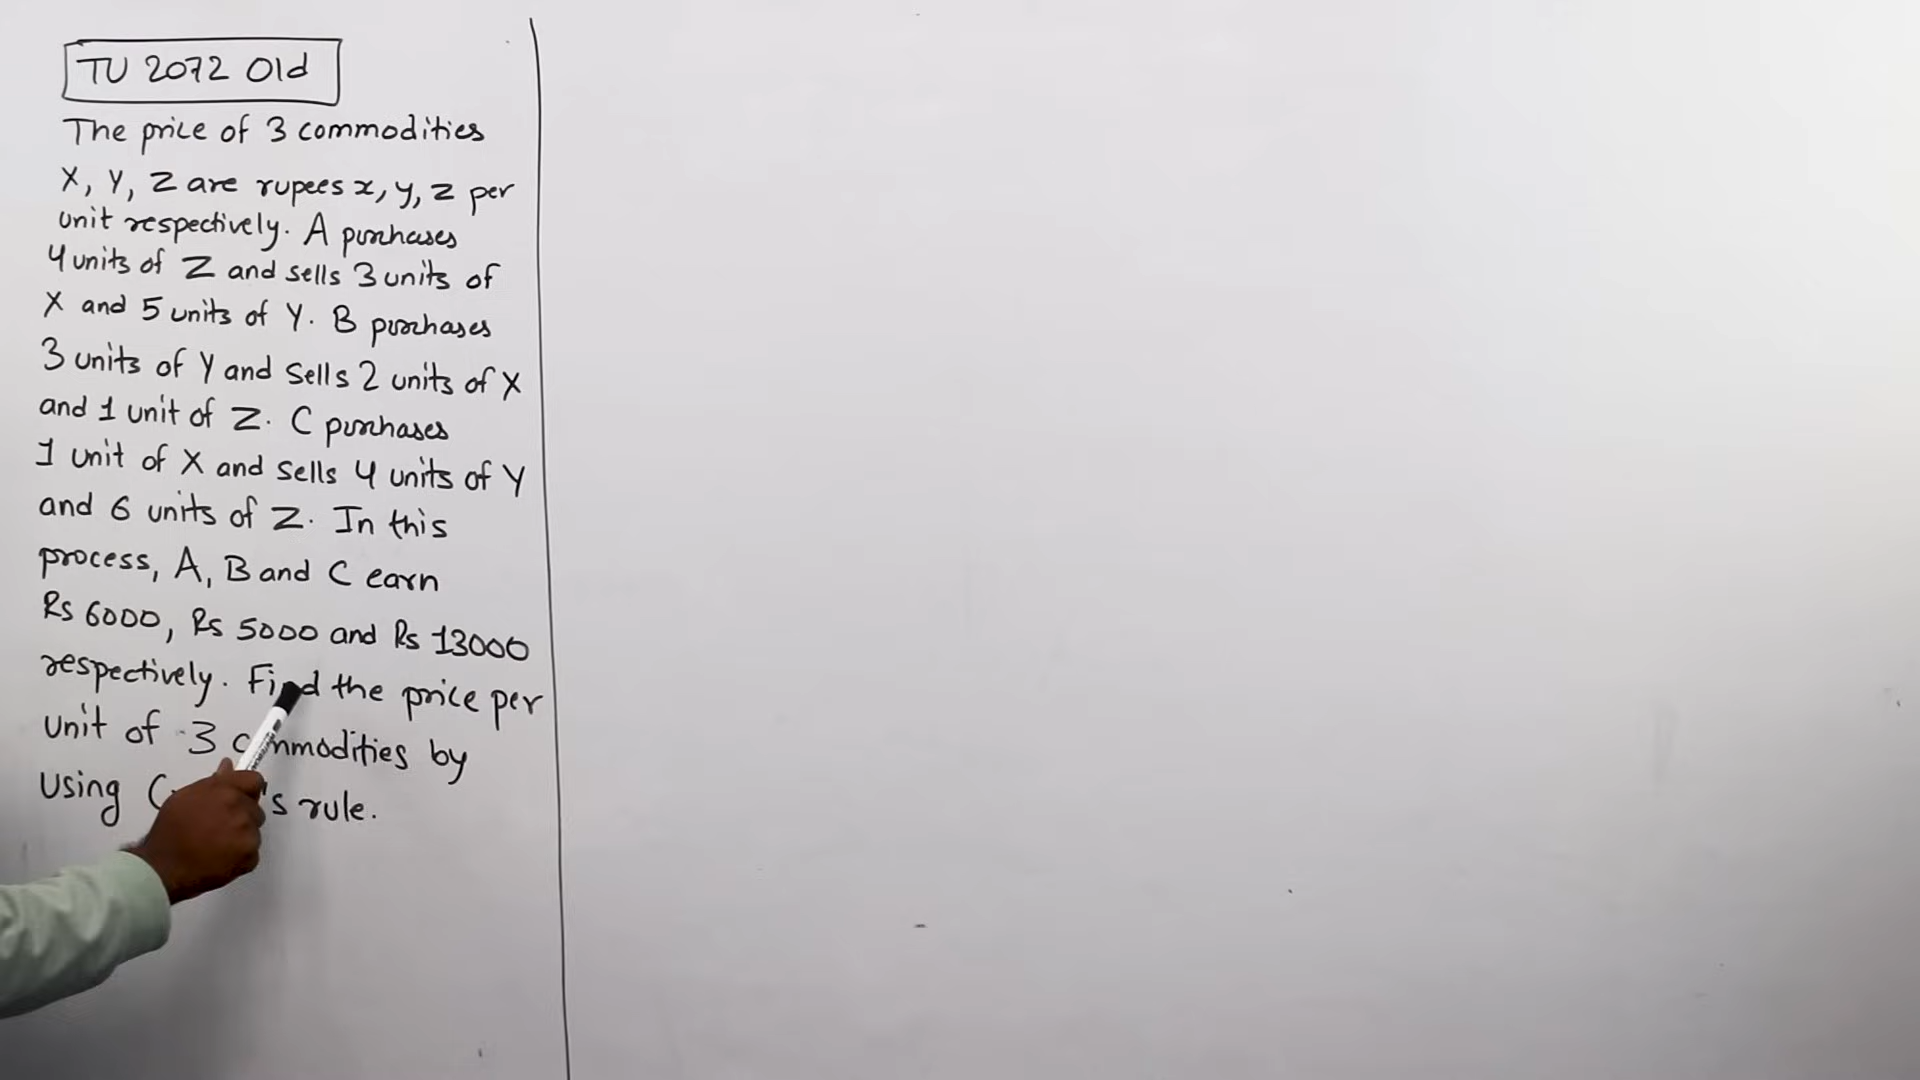 TU 2072 Old
The price of 3 commodities
X, Y, Z are rupees x, y, z per
unit respectively. A purchases
4 units of Z and sells 3 units of
X and 5 units of Y. B purchases
3 units of Y and sells 2 units of X
and 1 unit of Z. C purchases
1 unit of X and sells 4 units of Y
and 6 units of Z. In this
process, A, B and C earn
Rs 6000, Rs 5000 and Rs 13000
respectively. Find the price per
unit of 3 commodities by
using rule.